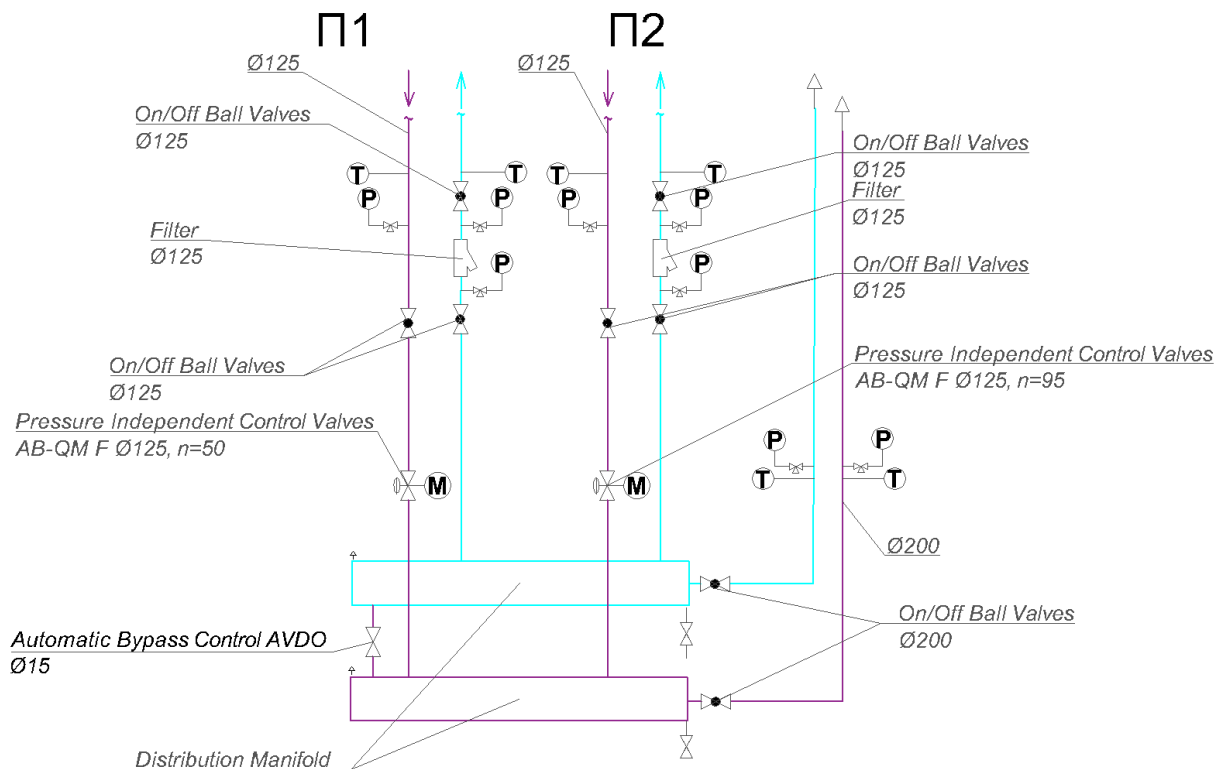 П1
П2
Ø125
Ø125
On/Off Ball Valves
Ø125
On/Off Ball Valves
Ø125
T
T
T
T
P
P
P
P
Filter
Ø125
Filter
Ø125
P
P
On/Off Ball Valves
Ø125
On/Off Ball Valves
Ø125
Pressure Independent Control Valves
AB-QM F Ø125, n=95
Pressure Independent Control Valves
AB-QM F Ø125, n=50
P
P
T
T
M
M
Ø200
On/Off Ball Valves
Ø200
Automatic Bypass Control AVDO
Ø15
Distribution Manifold